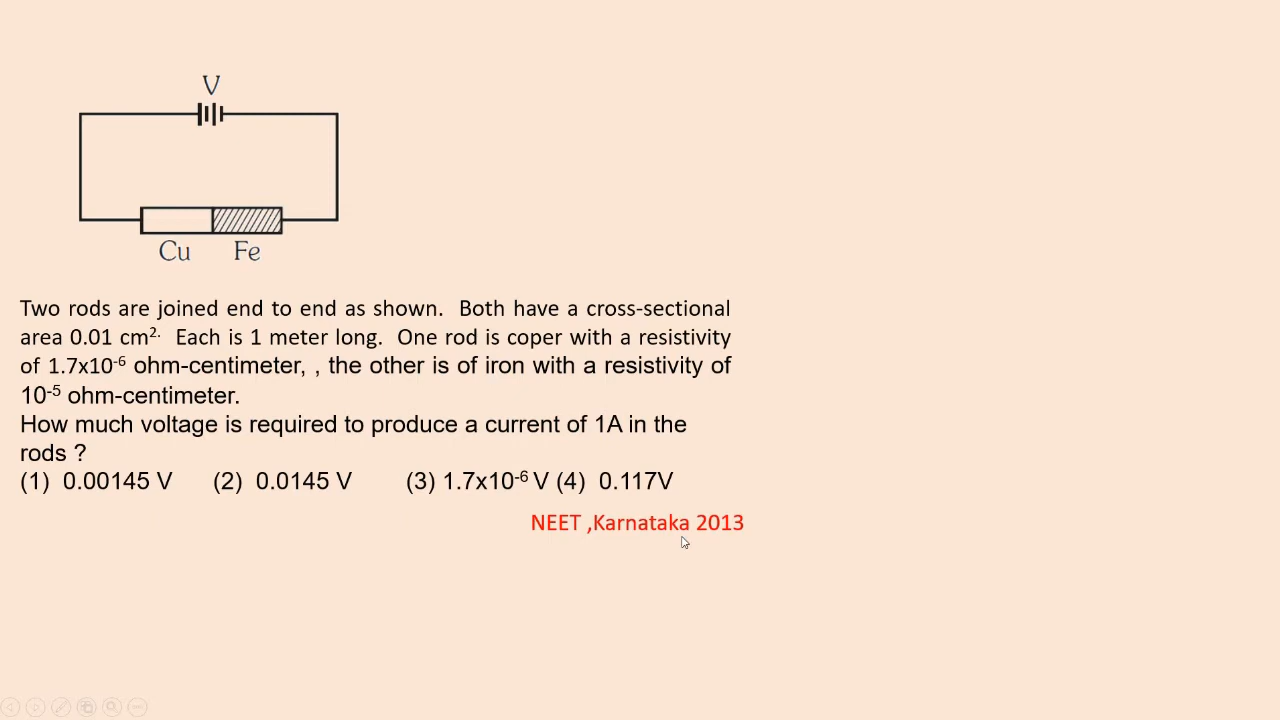 V
Cu Fe
Two rods are joined end to end as shown. Both have a cross-sectional
area 0.01 cm². Each is 1 meter long. One rod is coper with a resistivity
of 1.7x10⁻⁶ ohm-centimeter, , the other is of iron with a resistivity of
10⁻⁵ ohm-centimeter.
How much voltage is required to produce a current of 1A in the
rods ?
(1) 0.00145 V (2) 0.0145 V (3) 1.7x10⁻⁶ V (4) 0.117V
NEET ,Karnataka 2013